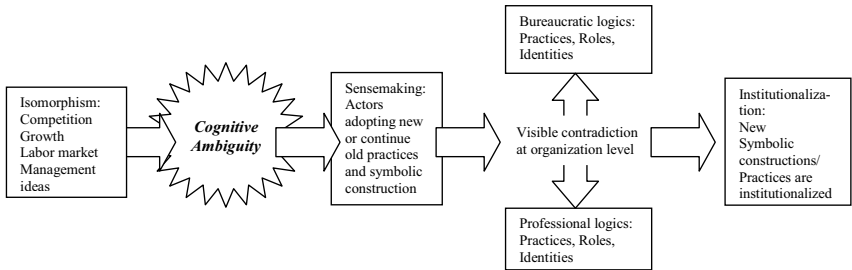 Isomorphism:
Competition
Growth
Labor market
Management
ideas
Cognitive
Ambiguity
Sensemaking:
Actors
adopting new
or continue
old practices
and symbolic
construction
Bureaucratic logics:
Practices, Roles,
Identities
Visible contradiction
at organization level
Professional logics:
Practices, Roles,
Identities
Institutionaliza-
tion:
New
Symbolic
constructions/
Practices are
institutionalized